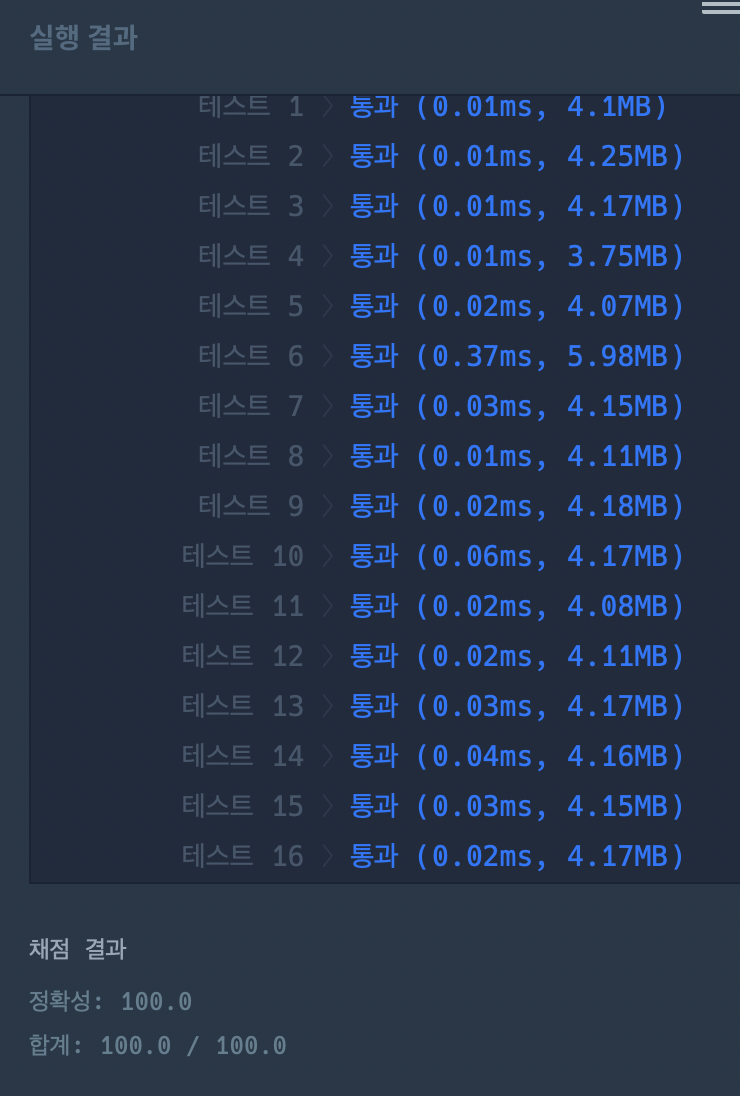 실행 결과
테스트 1 〉 통과 (0.01ms, 4.1MB)
테스트 2 〉 통과 (0.01ms, 4.25MB)
테스트 3 〉 통과 (0.01ms, 4.17MB)
테스트 4 〉 통과 (0.01ms, 3.75MB)
테스트 5 〉 통과 (0.02ms, 4.07MB)
테스트 6 〉 통과 (0.37ms, 5.98MB)
테스트 7 〉 통과 (0.03ms, 4.15MB)
테스트 8 〉 통과 (0.01ms, 4.11MB)
테스트 9 〉 통과 (0.02ms, 4.18MB)
테스트 10 〉 통과 (0.06ms, 4.17MB)
테스트 11 〉 통과 (0.02ms, 4.08MB)
테스트 12 〉 통과 (0.02ms, 4.11MB)
테스트 13 〉 통과 (0.03ms, 4.17MB)
테스트 14 〉 통과 (0.04ms, 4.16MB)
테스트 15 〉 통과 (0.03ms, 4.15MB)
테스트 16 〉 통과 (0.02ms, 4.17MB)
채점 결과
정확성: 100.0
합계: 100.0 / 100.0